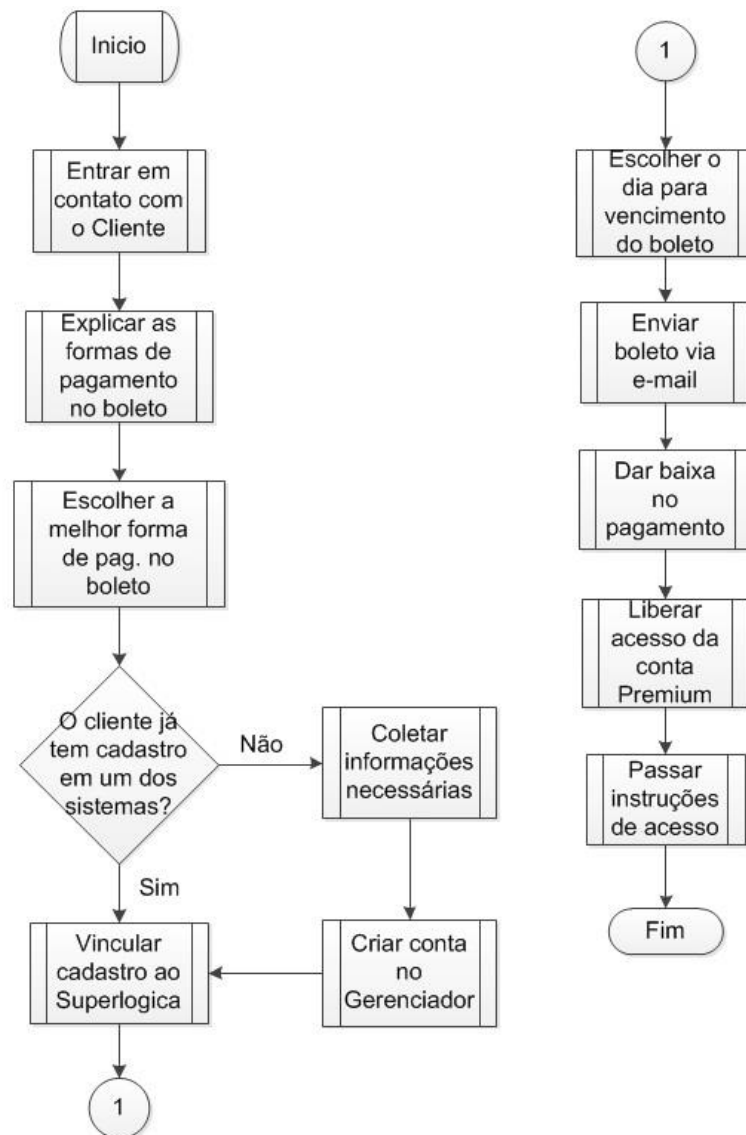 Inicio
Entrar em
contato com
o Cliente
Explicar as
formas de
pagamento
no boleto
Escolher a
melhor forma
de pag. no
boleto
O cliente já
tem cadastro
em um dos
sistemas?
Não
Coletar
informações
necessárias
Sim
Criar conta
no
Gerenciador
Vincular
cadastro ao
Superlogica
1
1
Escolher o
dia para
vencimento
do boleto
Enviar
boleto via
e-mail
Dar baixa
no
pagamento
Liberar
acesso da
conta
Premium
Passar
instruções
de acesso
Fim